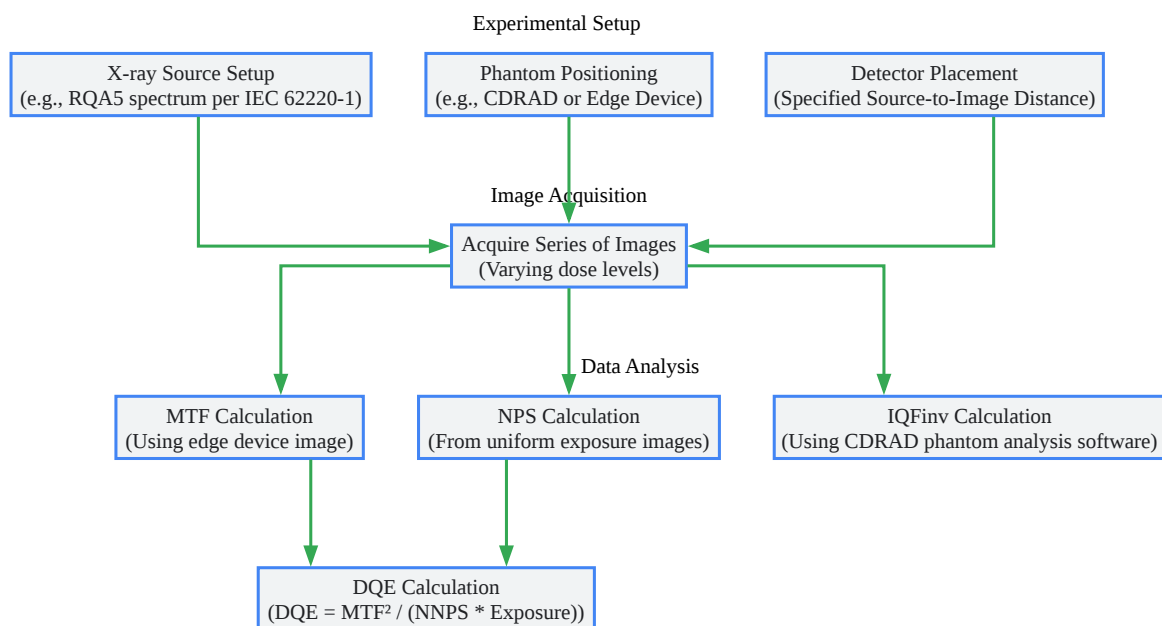 Experimental Setup
X-ray Source Setup
(e.g., RQA5 spectrum per IEC 62220-1)
Phantom Positioning
(e.g., CDRAD or Edge Device)
Detector Placement
(Specified Source-to-Image Distance)
Image Acquisition
Acquire Series of Images
(Varying dose levels)
Data Analysis
MTF Calculation
(Using edge device image)
NPS Calculation
(From uniform exposure images)
IQFinv Calculation
(Using CDRAD phantom analysis software)
DQE Calculation
(DQE = MTF² / (NNPS * Exposure))